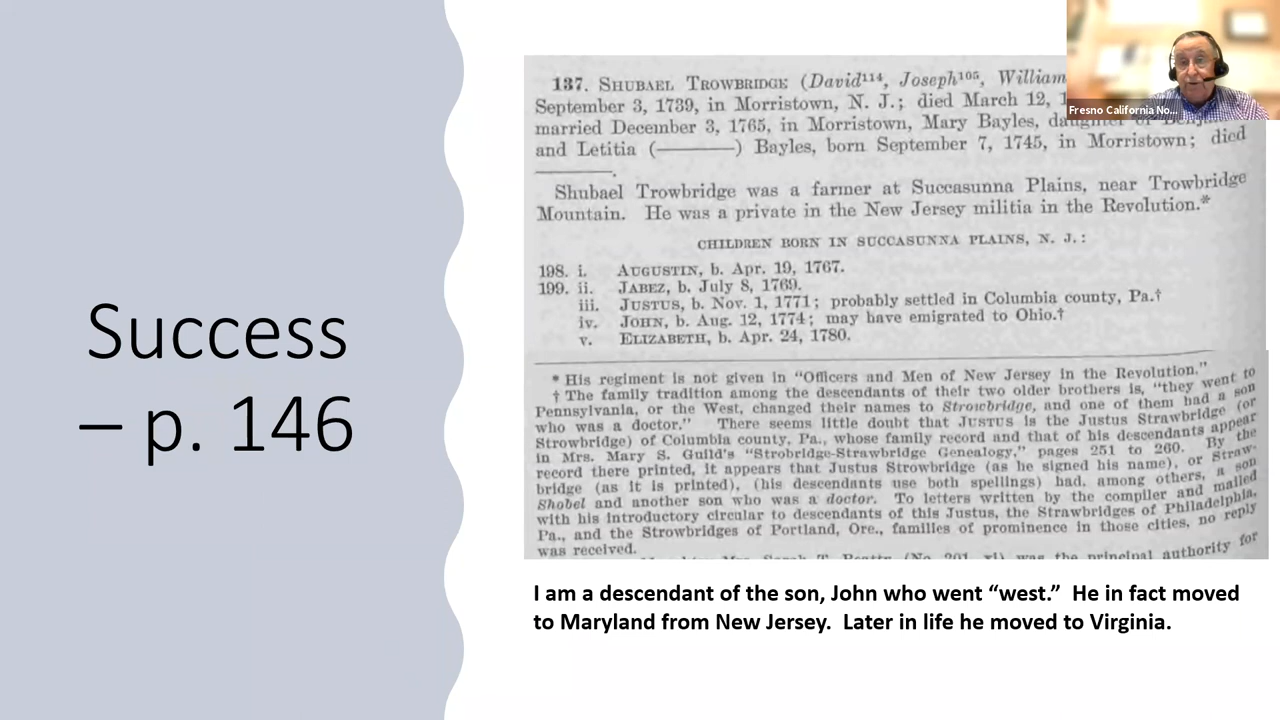 Success
– p. 146
137. SHUBAEL TROWBRIDGE (David¹¹⁴, Joseph¹⁰⁵, William
September 3, 1739, in Morristown, N. J.; died March 12,
married December 3, 1765, in Morristown, Mary Bayles, daughter of
and Letitia (———) Bayles, born September 7, 1745, in Morristown; died
———.
Shubael Trowbridge was a farmer at Succasunna Plains, near Trowbridge
Mountain. He was a private in the New Jersey militia in the Revolution.*
CHILDREN BORN IN SUCCASUNNA PLAINS, N. J.:
198. i. AUGUSTIN, b. Apr. 19, 1767.
199. ii. JABEZ, b. July 8, 1769.
iii. JUSTUS, b. Nov. 1, 1771; probably settled in Columbia county, Pa.†
iv. JOHN, b. Aug. 12, 1774; may have emigrated to Ohio.†
v. ELIZABETH, b. Apr. 24, 1780.
* His regiment is not given in "Officers and Men of New Jersey in the Revolution."
† The family tradition among the descendants of their two older brothers is, "they went to
Pennsylvania, or the West, changed their names to Strowbridge, and one of them had a son
who was a doctor." There seems little doubt that JUSTUS is the Justus Strawbridge (or
Strowbridge) of Columbia county, Pa., whose family record and that of his descendants appear
in Mrs. Mary S. Guild's "Strobridge-Strawbridge Genealogy," pages 251 to 260. By the
record there printed, it appears that Justus Strowbridge (as he signed his name), or Straw-
bridge (as it is printed), (his descendants use both spellings) had, among others, a son
Shobel and another son who was a doctor. To letters written by the compiler and mailed
with his introductory circular to descendants of this Justus, the Strawbridges of Philadelphia,
Pa., and the Strowbridges of Portland, Ore., families of prominence in those cities, no reply
was received.
was the principal authority for
I am a descendant of the son, John who went “west.” He in fact moved
to Maryland from New Jersey. Later in life he moved to Virginia.
Fresno California No...